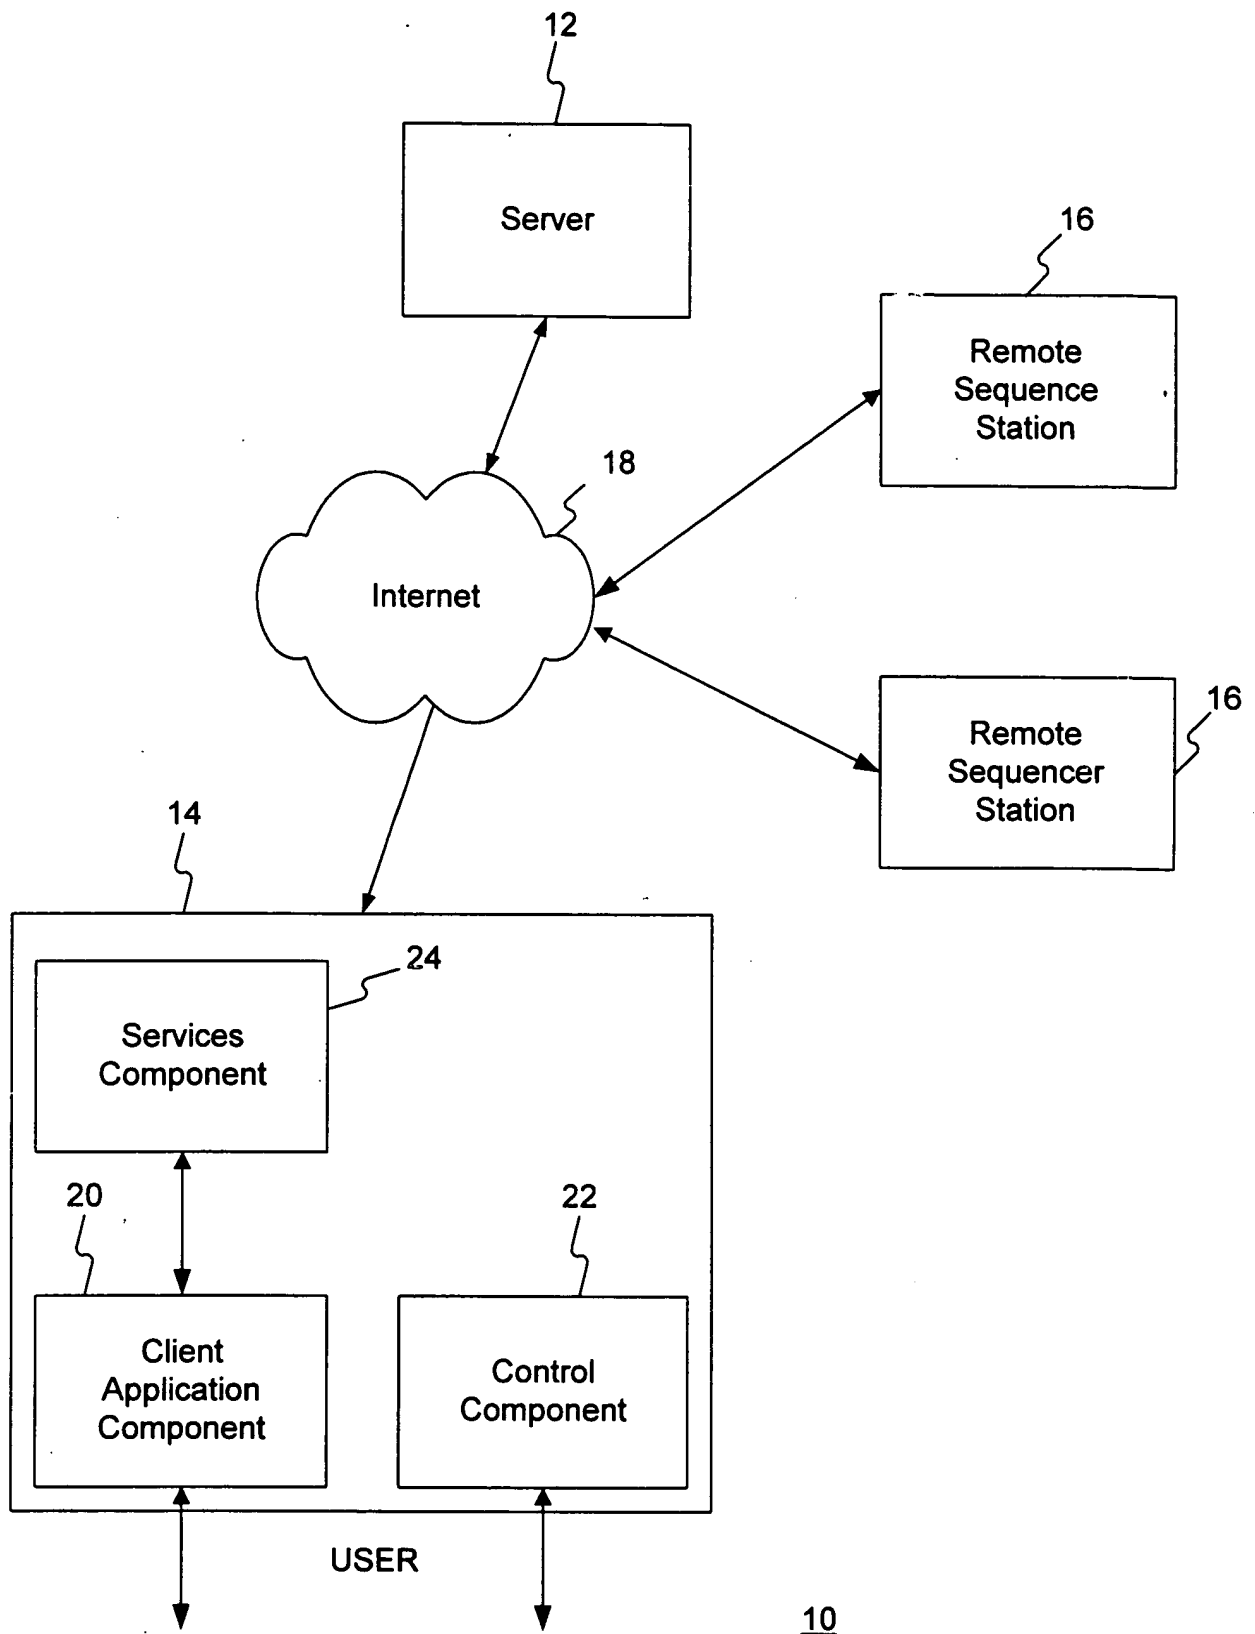 12
Server
16
Remote
Sequence
Station
18
Internet
16
Remote
Sequencer
Station
14
24
Services
Component
20
22
Client
Application
Component
Control
Component
USER
10